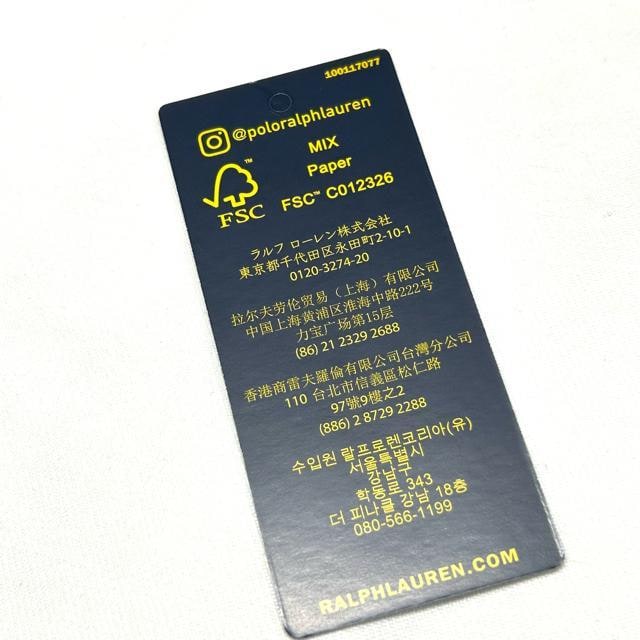 100117077
@poloralphlauren
MIX
Paper
FSC™ C012326
FSC
ラルフ ローレン株式会社
東京都千代田区永田町2-10-1
0120-3274-20
拉尔夫劳伦贸易（上海）有限公司
中国上海黄浦区淮海中路222号
力宝广场第15层
(86) 21 2329 2688
香港商雷夫羅倫有限公司台灣分公司
110 台北市信義區松仁路
97號9樓之2
(886) 2 8729 2288
수입원 랄프로렌코리아(유)
서울특별시
강남구
학동로 343
더 피나클 강남 18층
080-566-1199
RALPHLAUREN.COM